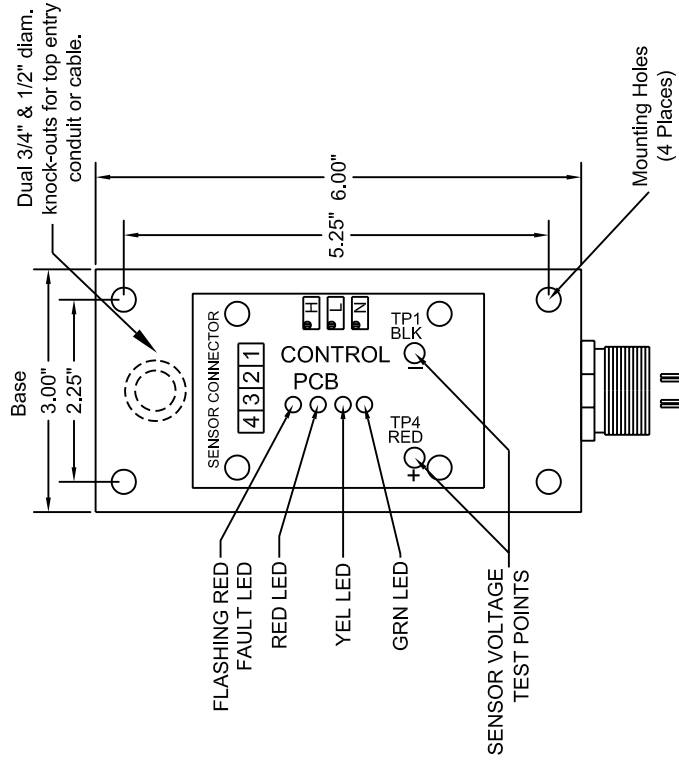 Dual 3/4" & 1/2" diam.
knock-outs for top entry
conduit or cable.
Base
3.00"
2.25"
6.00"
5.25"
SENSOR CONNECTOR
4 3 2 1
H
L
N
CONTROL
PCB
TP1
BLK
–
TP4
RED
+
FLASHING RED
FAULT LED
RED LED
YEL LED
GRN LED
SENSOR VOLTAGE
TEST POINTS
Mounting Holes
(4 Places)